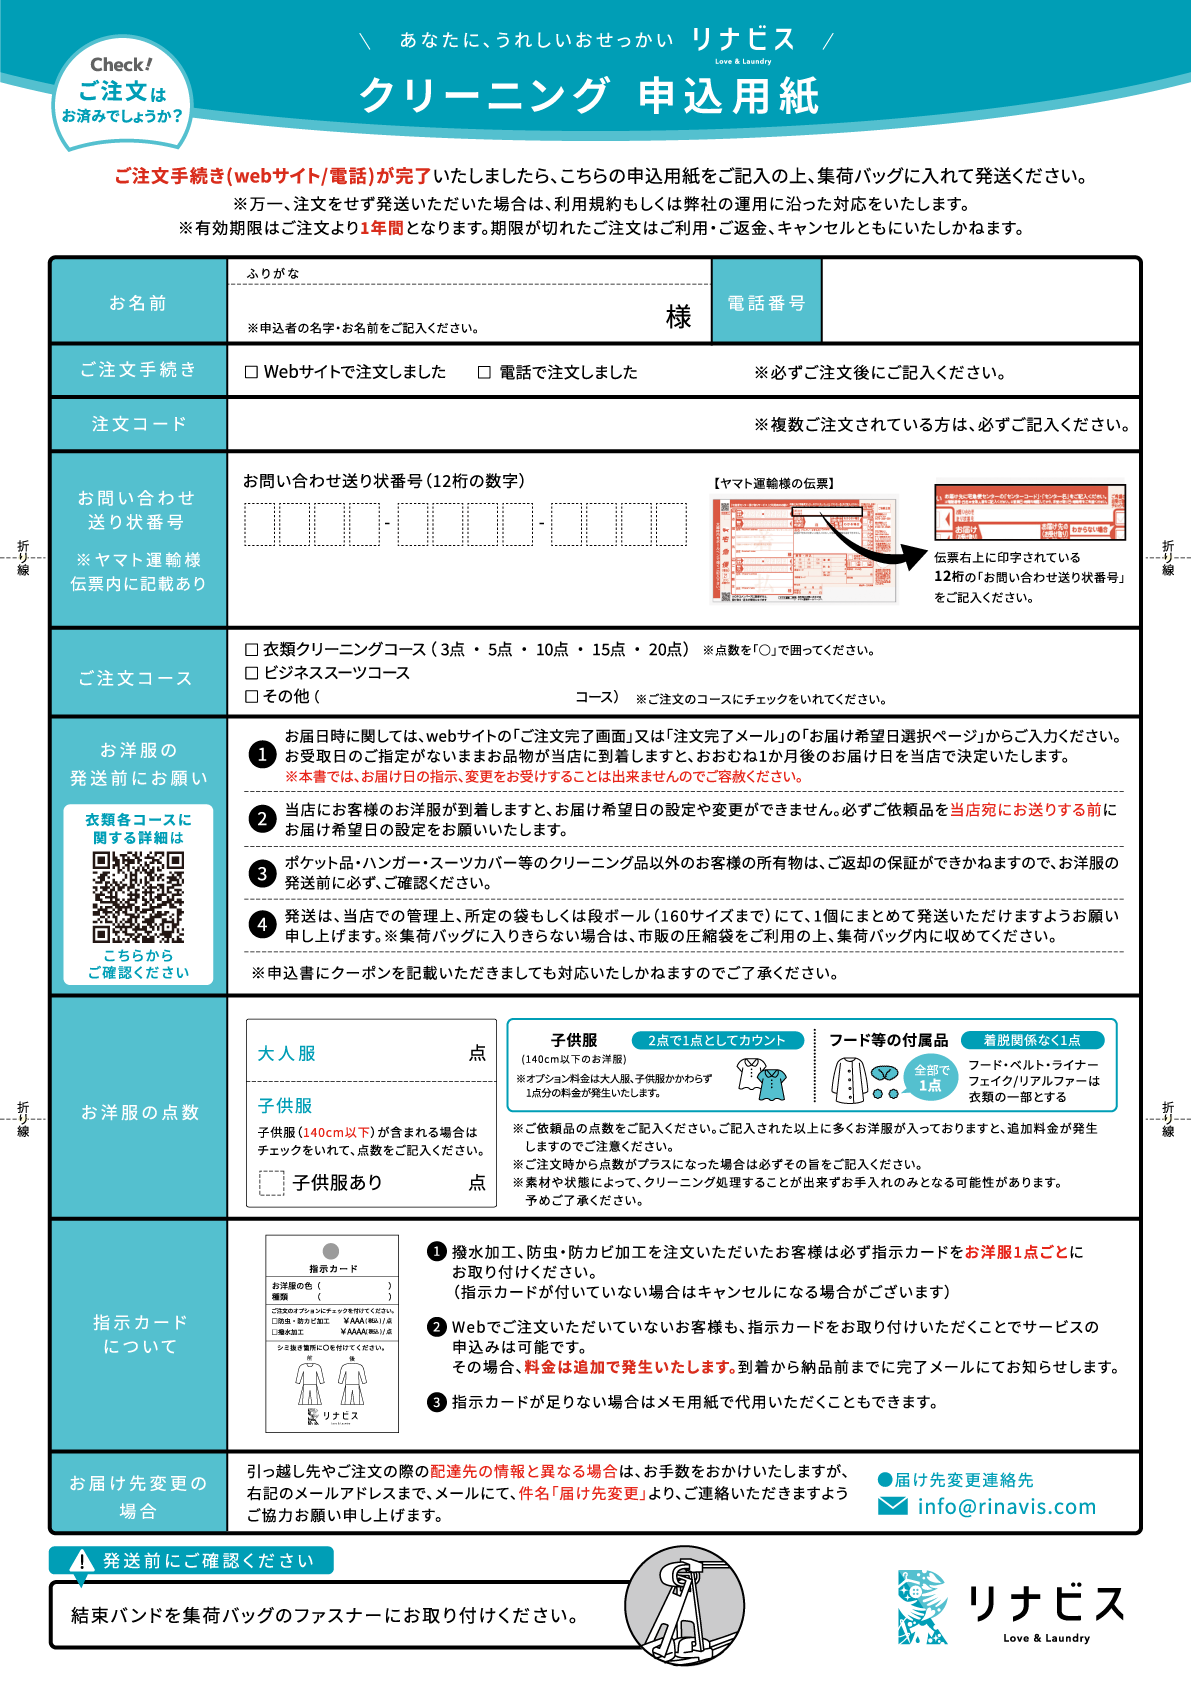 Check!
ご注文は
お済みでしょうか?
\ あなたに、うれしいおせっかい リナビス /
Love & Laundry
クリーニング 申込用紙
ご注文手続き(webサイト/電話)が完了いたしましたら、こちらの申込用紙をご記入の上、集荷バッグに入れて発送ください。
※万一、注文をせず発送いただいた場合は、利用規約もしくは弊社の運用に沿った対応をいたします。
※有効期限はご注文より1年間となります。期限が切れたご注文はご利用・ご返金、キャンセルともにいたしかねます。
お名前
ふりがな
※申込者の名字・お名前をご記入ください。
様
電話番号
ご注文手続き
□ Webサイトで注文しました □ 電話で注文しました ※必ずご注文後にご記入ください。
注文コード
※複数ご注文されている方は、必ずご記入ください。
お問い合わせ
送り状番号
※ヤマト運輸様
伝票内に記載あり
お問い合わせ送り状番号(12桁の数字)
- -
【ヤマト運輸様の伝票】
わからない場合
伝票右上に印字されている
12桁の「お問い合わせ送り状番号」
をご記入ください。
折り線
折り線
ご注文コース
□ 衣類クリーニングコース ( 3点 ・ 5点 ・ 10点 ・ 15点 ・ 20点) ※点数を「○」で囲ってください。
□ ビジネススーツコース
□ その他 ( コース) ※ご注文のコースにチェックをいれてください。
お洋服の
発送前にお願い
衣類各コースに
関する詳細は
こちらから
ご確認ください
1 お届日時に関しては、webサイトの「ご注文完了画面」又は「注文完了メール」の「お届け希望日選択ページ」からご入力ください。
お受取日のご指定がないままお品物が当店に到着しますと、おおむね1か月後のお届け日を当店で決定いたします。
※本書では、お届け日の指示、変更をお受けすることは出来ませんのでご容赦ください。
2 当店にお客様のお洋服が到着しますと、お届け希望日の設定や変更ができません。必ずご依頼品を当店宛にお送りする前に
お届け希望日の設定をお願いいたします。
3 ポケット品・ハンガー・スーツカバー等のクリーニング品以外のお客様の所有物は、ご返却の保証ができかねますので、お洋服の
発送前に必ず、ご確認ください。
4 発送は、当店での管理上、所定の袋もしくは段ボール(160サイズまで)にて、1個にまとめて発送いただけますようお願い
申し上げます。※集荷バッグに入りきらない場合は、市販の圧縮袋をご利用の上、集荷バッグ内に収めてください。
※申込書にクーポンを記載いただきましても対応いたしかねますのでご了承ください。
お洋服の点数
大人服 点
子供服
子供服(140cm以下)が含まれる場合は
チェックをいれて、点数をご記入ください。
子供服あり 点
子供服 2点で1点としてカウント
(140cm以下のお洋服)
※オプション料金は大人服、子供服かかわらず
1点分の料金が発生いたします。
フード等の付属品 着脱関係なく1点
全部で
1点
フード・ベルト・ライナー
フェイク/リアルファーは
衣類の一部とする
※ご依頼品の点数をご記入ください。ご記入された以上に多くお洋服が入っておりますと、追加料金が発生
しますのでご注意ください。
※ご注文時から点数がプラスになった場合は必ずその旨をご記入ください。
※素材や状態によって、クリーニング処理することが出来ずお手入れのみとなる可能性があります。
予めご了承ください。
折り線
折り線
指示カード
について
指示カード
お洋服の色 ( )
種類 ( )
ご注文のオプションにチェックを付けてください。
□防虫・防カビ加工 ¥AAA(税込)/点
□撥水加工 ¥AAAA(税込)/点
シミ抜き箇所に○を付けてください。
前 後
リナビス
1 撥水加工、防虫・防カビ加工を注文いただいたお客様は必ず指示カードをお洋服1点ごとに
お取り付けください。
(指示カードが付いていない場合はキャンセルになる場合がございます)
2 Webでご注文いただいていないお客様も、指示カードをお取り付けいただくことでサービスの
申込みは可能です。
その場合、料金は追加で発生いたします。到着から納品前までに完了メールにてお知らせします。
3 指示カードが足りない場合はメモ用紙で代用いただくこともできます。
お届け先変更の
場合
引っ越し先やご注文の際の配達先の情報と異なる場合は、お手数をおかけいたしますが、
右記のメールアドレスまで、メールにて、件名「届け先変更」より、ご連絡いただきますよう
ご協力お願い申し上げます。
●届け先変更連絡先
info@rinavis.com
! 発送前にご確認ください
結束バンドを集荷バッグのファスナーにお取り付けください。
リナビス
Love & Laundry